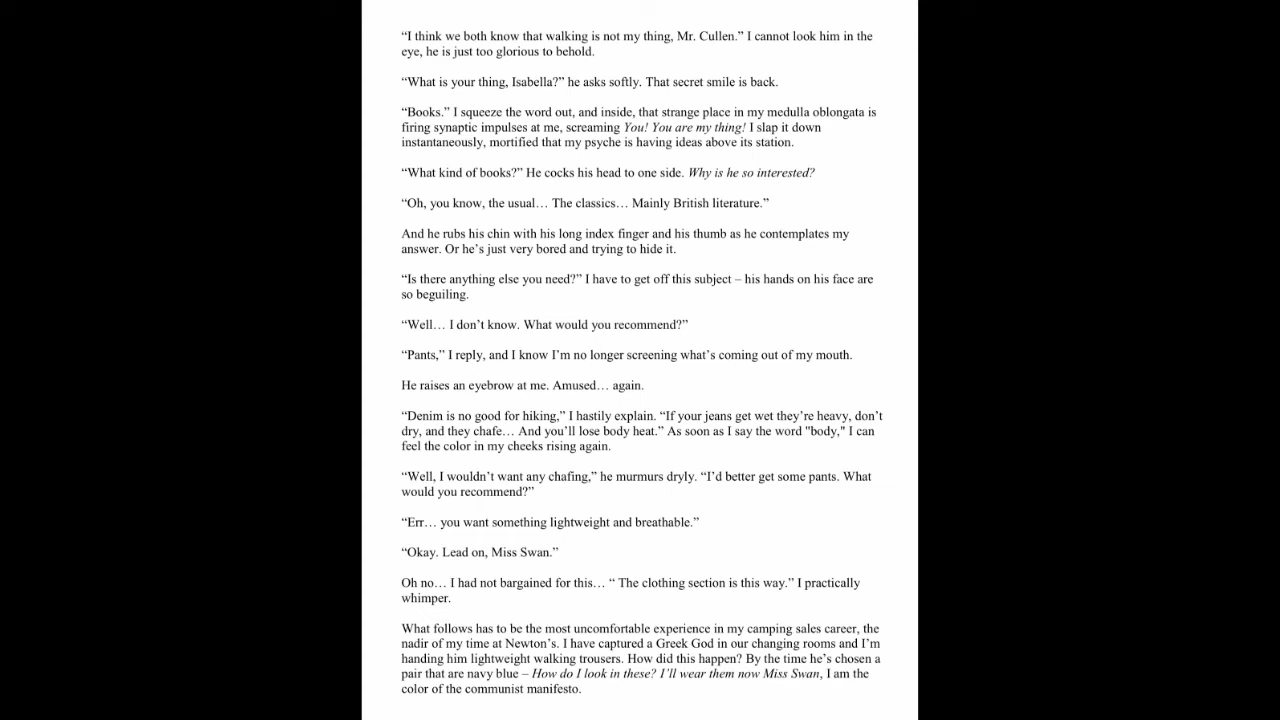 “I think we both know that walking is not my thing, Mr. Cullen.” I cannot look him in the
eye, he is just too glorious to behold.
“What is your thing, Isabella?” he asks softly. That secret smile is back.
“Books.” I squeeze the word out, and inside, that strange place in my medulla oblongata is
firing synaptic impulses at me, screaming You! You are my thing! I slap it down
instantaneously, mortified that my psyche is having ideas above its station.
“What kind of books?” He cocks his head to one side. Why is he so interested?
“Oh, you know, the usual… The classics… Mainly British literature.”
And he rubs his chin with his long index finger and his thumb as he contemplates my
answer. Or he’s just very bored and trying to hide it.
“Is there anything else you need?” I have to get off this subject – his hands on his face are
so beguiling.
“Well… I don’t know. What would you recommend?”
“Pants,” I reply, and I know I’m no longer screening what’s coming out of my mouth.
He raises an eyebrow at me. Amused… again.
“Denim is no good for hiking,” I hastily explain. “If your jeans get wet they’re heavy, don’t
dry, and they chafe… And you’ll lose body heat.” As soon as I say the word "body," I can
feel the color in my cheeks rising again.
“Well, I wouldn’t want any chafing,” he murmurs dryly. “I’d better get some pants. What
would you recommend?”
“Err… you want something lightweight and breathable.”
“Okay. Lead on, Miss Swan.”
Oh no… I had not bargained for this… “ The clothing section is this way.” I practically
whimper.
What follows has to be the most uncomfortable experience in my camping sales career, the
nadir of my time at Newton’s. I have captured a Greek God in our changing rooms and I’m
handing him lightweight walking trousers. How did this happen? By the time he’s chosen a
pair that are navy blue – How do I look in these? I’ll wear them now Miss Swan, I am the
color of the communist manifesto.